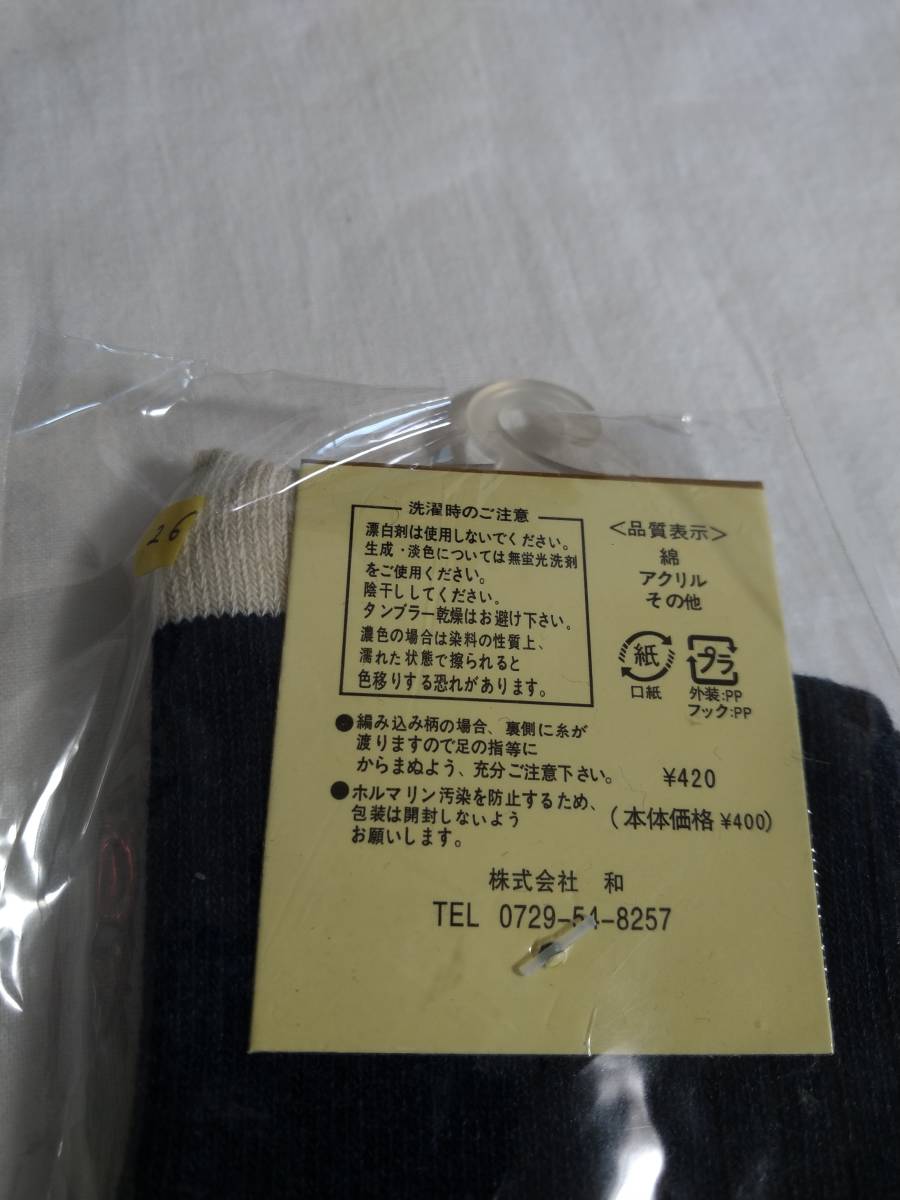 26
洗濯時のご注意
漂白剤は使用しないでください。
生成・淡色については無蛍光洗剤
をご使用ください。
陰干ししてください。
タンブラー乾燥はお避け下さい。
濃色の場合は染料の性質上、
濡れた状態で擦られると
色移りする恐れがあります。
<品質表示>
綿
アクリル
その他
紙
口紙
プラ
外装:PP
フック:PP
●編み込み柄の場合、裏側に糸が
渡りますので足の指等に
からまぬよう、充分ご注意下さい。
●ホルマリン汚染を防止するため、
包装は開封しないよう
お願いします。
¥420
(本体価格¥400)
株式会社 和
TEL 0729-54-8257